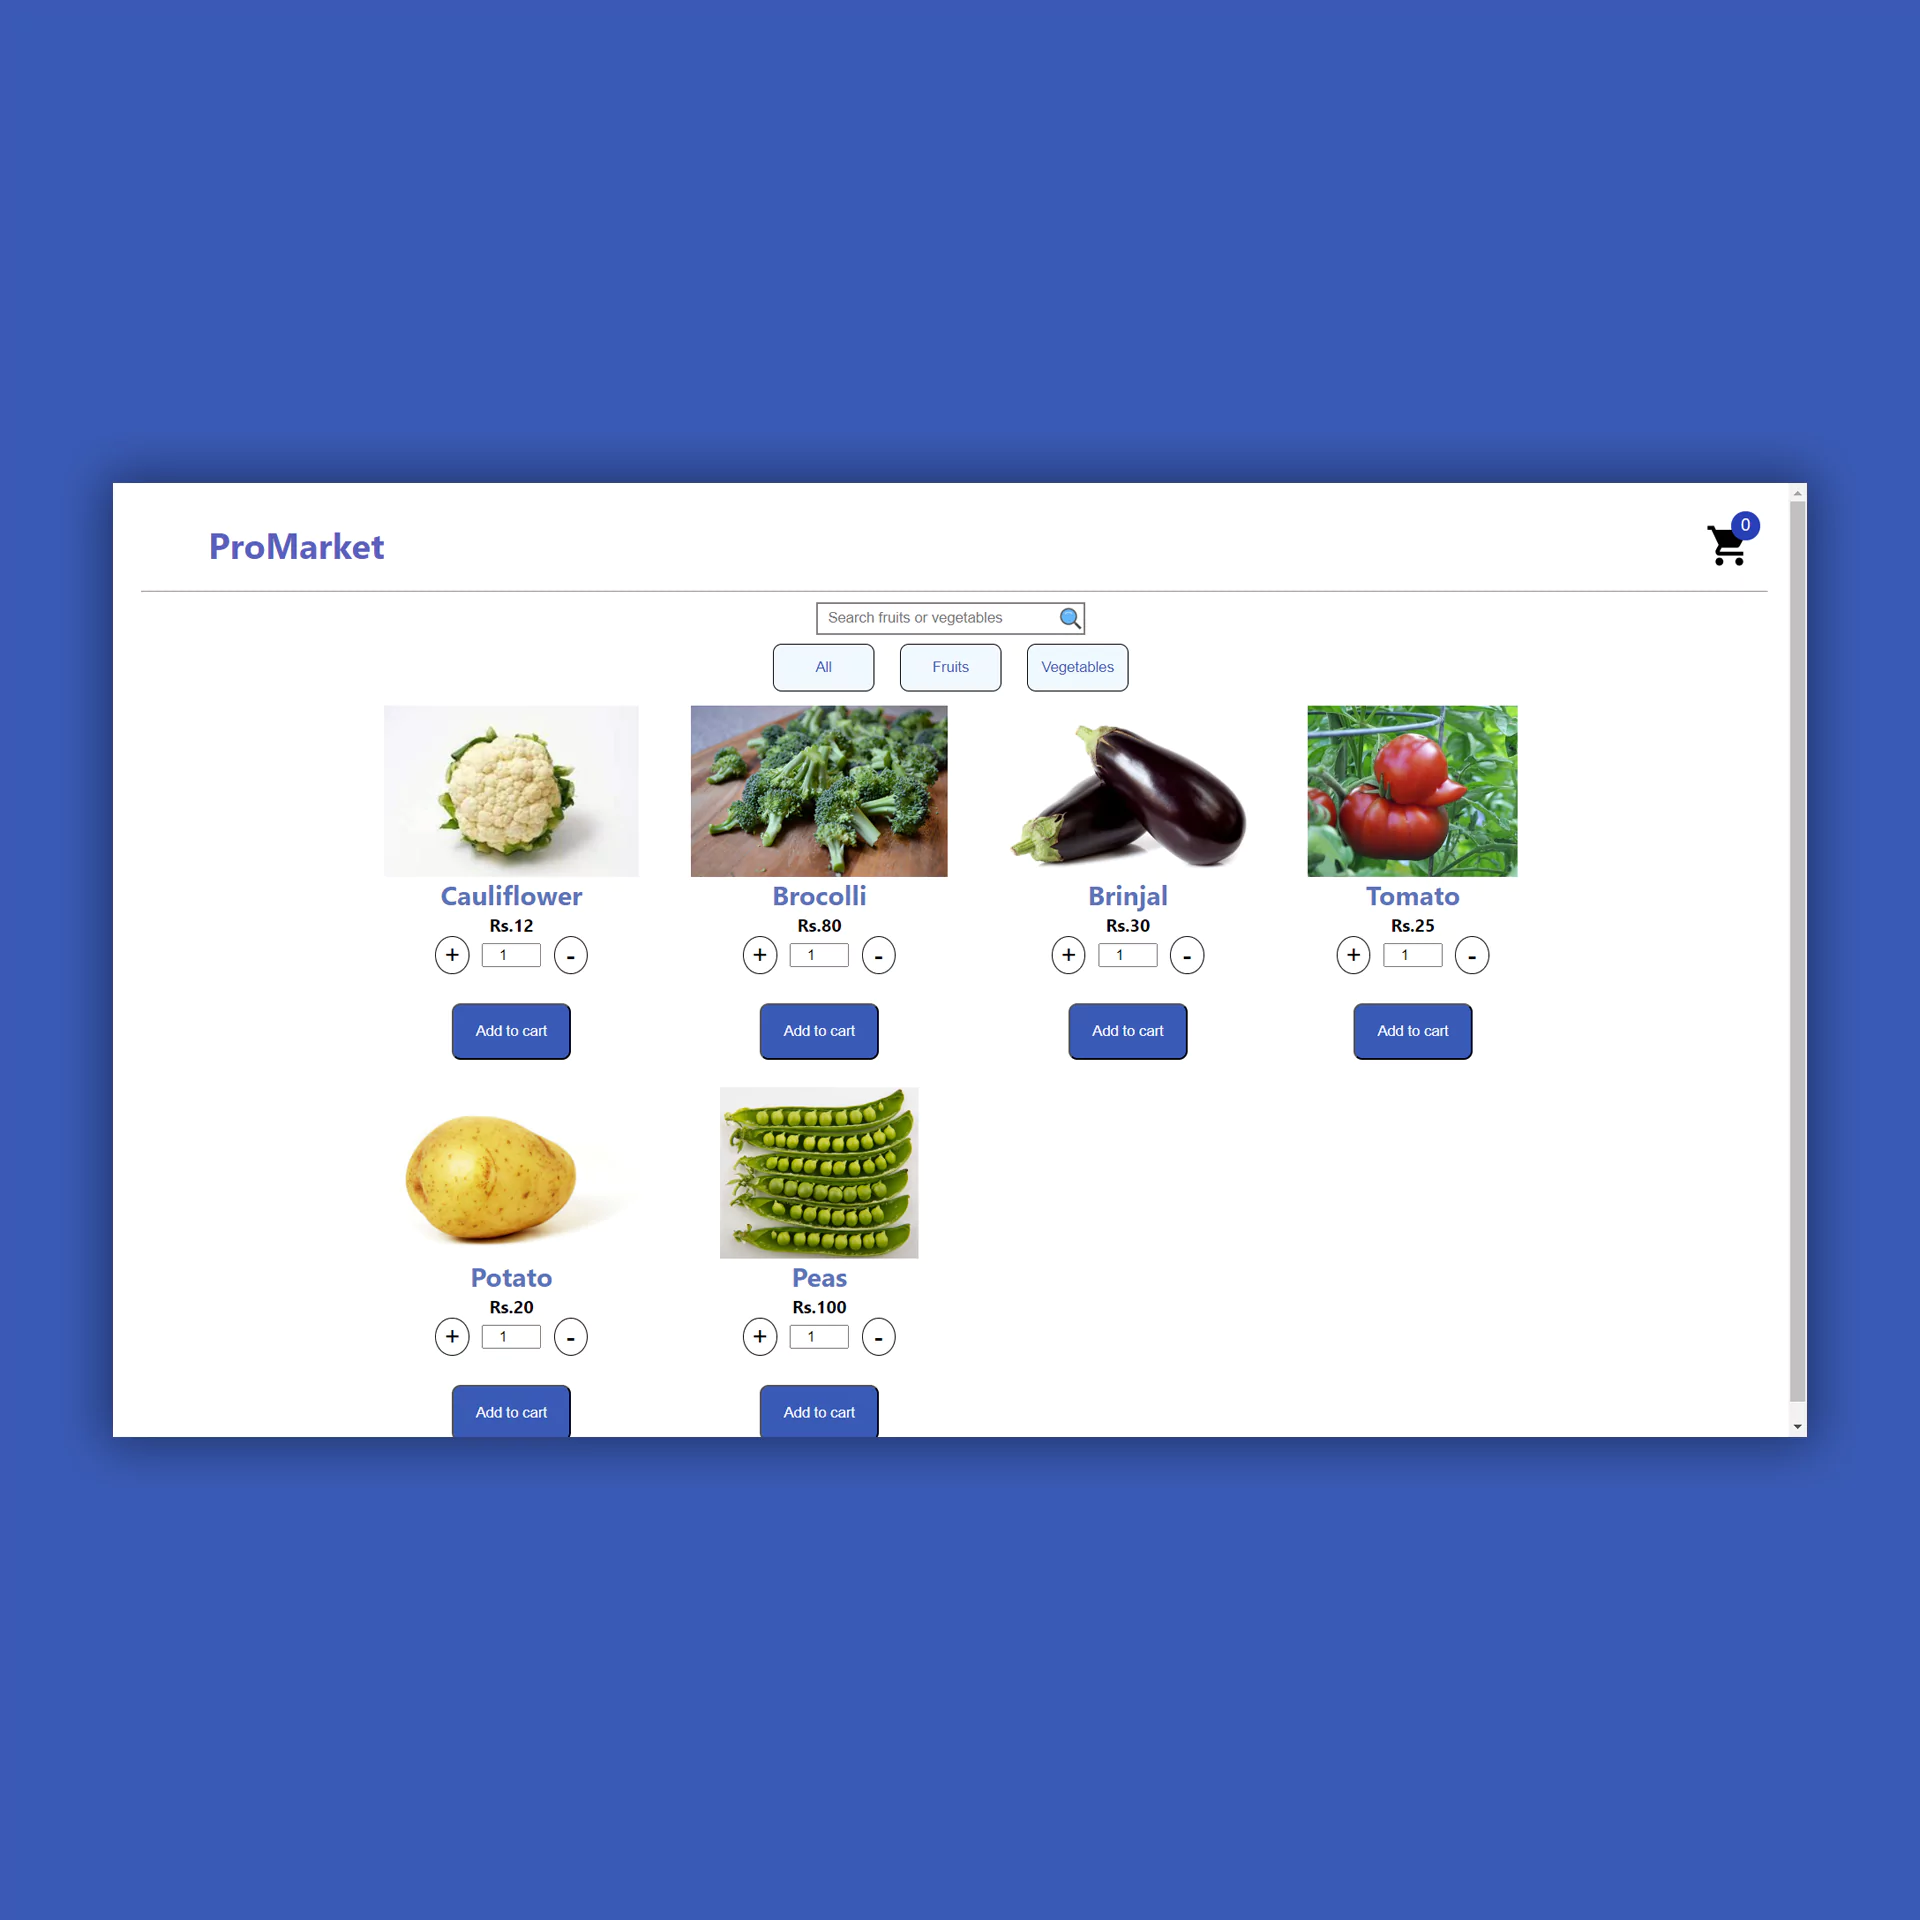 ProMarket
0
Search fruits or vegetables
All Fruits Vegetables
Cauliflower Brocolli Brinjal Tomato
Rs.12 Rs.80 Rs.30 Rs.25
+ 1 - + 1 - + 1 - + 1 -
Add to cart Add to cart Add to cart Add to cart
Potato Peas
Rs.20 Rs.100
+ 1 - + 1 -
Add to cart Add to cart